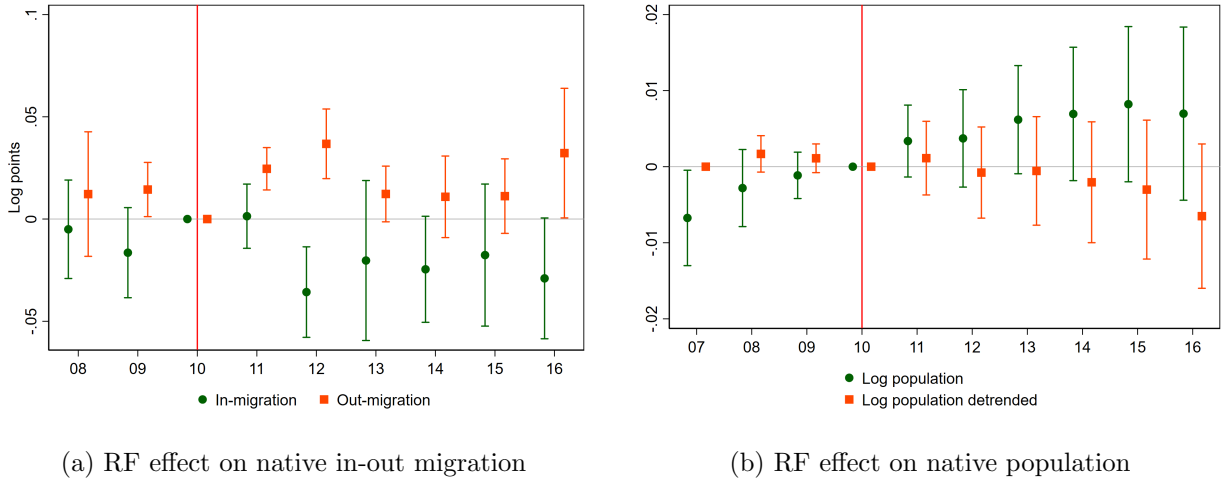 .1
.05
0
-.05
Log points
08 09 10 11 12 13 14 15 16
In-migration Out-migration
(a) RF effect on native in-out migration
.02
.01
0
-.01
-.02
07 08 09 10 11 12 13 14 15 16
Log population
Log population detrended
(b) RF effect on native population